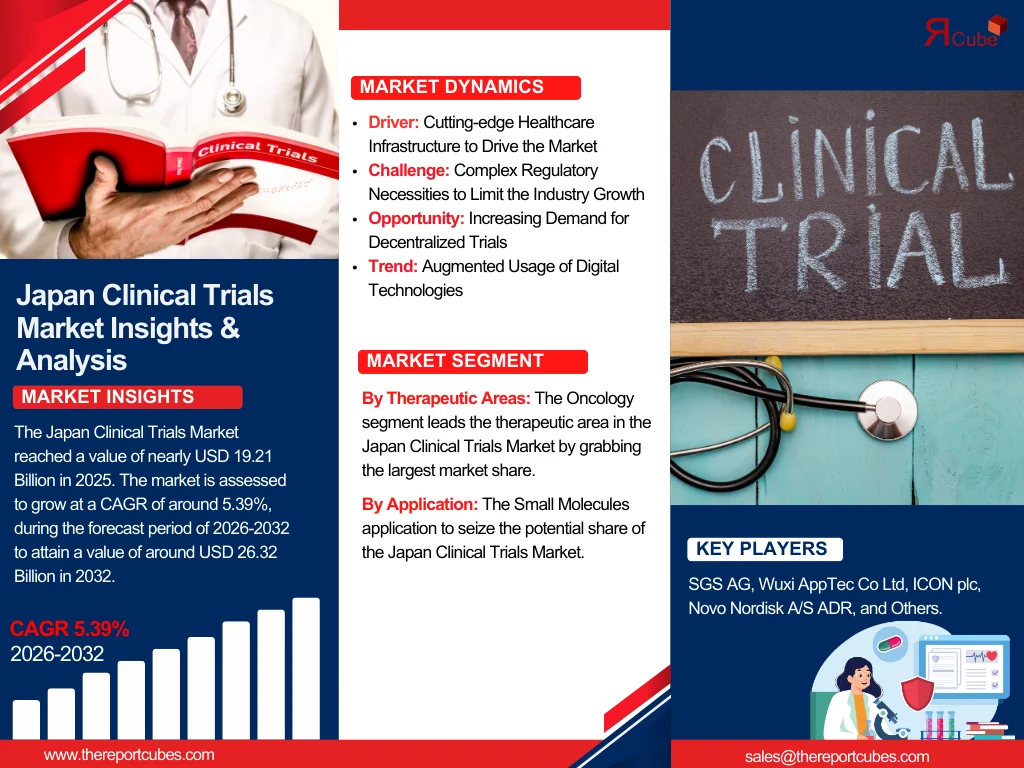 Clinical Trials
Japan Clinical Trials
Market Insights &
Analysis
MARKET INSIGHTS
The Japan Clinical Trials Market
reached a value of nearly USD 19.21
Billion in 2025. The market is assessed
to grow at a CAGR of around 5.39%,
during the forecast period of 2026-2032
to attain a value of around USD 26.32
Billion in 2032.
CAGR 5.39%
2026-2032
www.thereportcubes.com
MARKET DYNAMICS
• Driver: Cutting-edge Healthcare
Infrastructure to Drive the Market
• Challenge: Complex Regulatory
Necessities to Limit the Industry Growth
• Opportunity: Increasing Demand for
Decentralized Trials
• Trend: Augmented Usage of Digital
Technologies
MARKET SEGMENT
By Therapeutic Areas: The Oncology
segment leads the therapeutic area in the
Japan Clinical Trials Market by grabbing
the largest market share.
By Application: The Small Molecules
application to seize the potential share of
the Japan Clinical Trials Market.
ЯCube
CLINICAL
TRIAL
KEY PLAYERS
SGS AG, Wuxi AppTec Co Ltd, ICON plc,
Novo Nordisk A/S ADR, and Others.
sales@thereportcubes.com